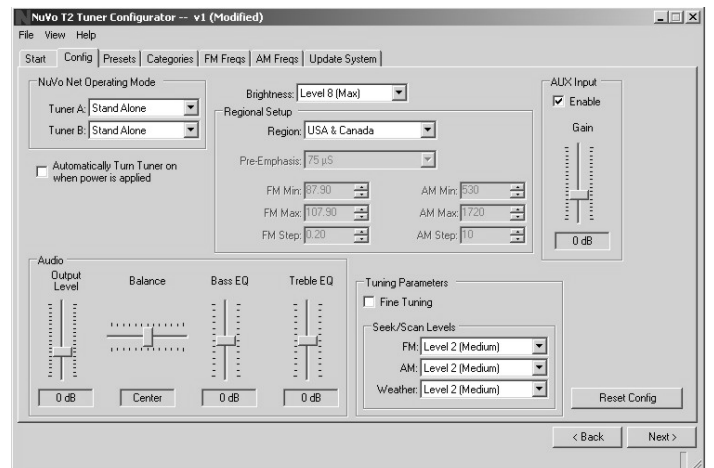 NuVo T2 Tuner Configurator -- v1 (Modified)
File View Help
Start Config Presets Categories FM Freqs AM Freqs Update System
NuVo Net Operating Mode
Tuner A: Stand Alone
Tuner B: Stand Alone
Automatically Turn Tuner on
when power is applied
Brightness: Level 8 (Max)
Regional Setup
Region: USA & Canada
Pre-Emphasis: 75 µS
FM Min: 87.90 AM Min: 530
FM Max: 107.90 AM Max: 1720
FM Step: 0.20 AM Step: 10
AUX Input
Enable
Gain
0 dB
Audio
Output
Level
Balance Bass EQ Treble EQ
0 dB Center 0 dB 0 dB
Tuning Parameters
Fine Tuning
Seek/Scan Levels
FM: Level 2 (Medium)
AM: Level 2 (Medium)
Weather: Level 2 (Medium)
Reset Config
< Back Next >